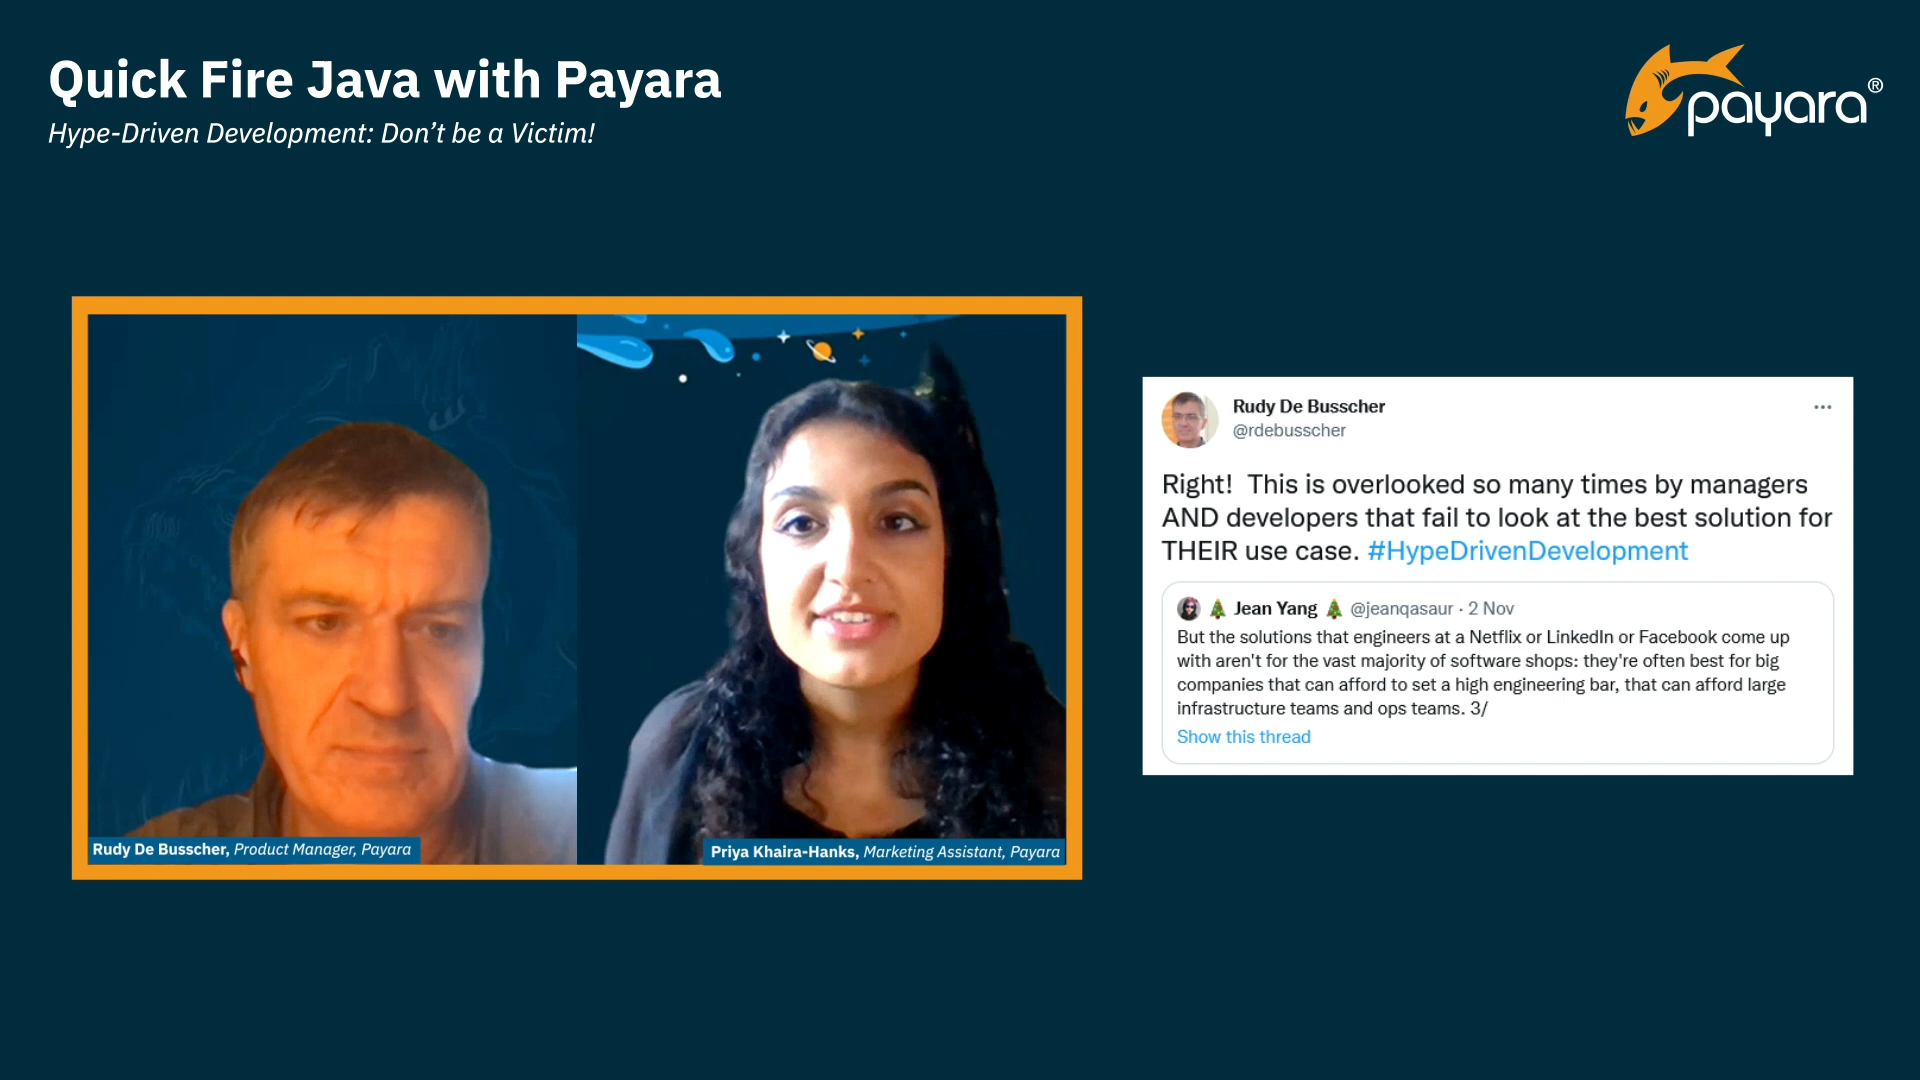 Quick Fire Java with Payara
Hype-Driven Development: Don't be a Victim!
payara®
Rudy De Busscher, Product Manager, Payara
Priya Khaira-Hanks, Marketing Assistant, Payara
Rudy De Busscher
@rdebusscher
Right!  This is overlooked so many times by managers
AND developers that fail to look at the best solution for
THEIR use case. #HypeDrivenDevelopment
🎄 Jean Yang 🎄 @jeanqasaur · 2 Nov
But the solutions that engineers at a Netflix or LinkedIn or Facebook come up
with aren't for the vast majority of software shops: they're often best for big
companies that can afford to set a high engineering bar, that can afford large
infrastructure teams and ops teams. 3/
Show this thread